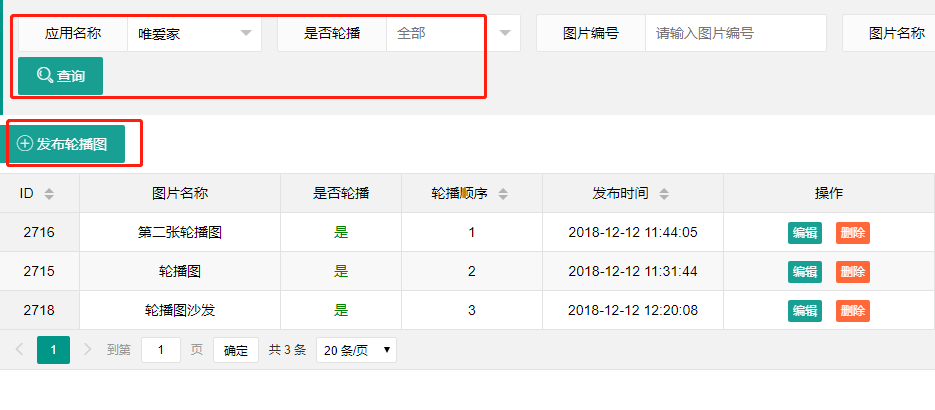 应用名称 唯爱家 是否轮播 全部 图片编号 请输入图片编号 图片名称
查询
发布轮播图
ID 图片名称 是否轮播 轮播顺序 发布时间 操作
2716 第二张轮播图 是 1 2018-12-12 11:44:05 编辑 删除
2715 轮播图 是 2 2018-12-12 11:31:44 编辑 删除
2718 轮播图沙发 是 3 2018-12-12 12:20:08 编辑 删除
1 到第 1 页 确定 共 3 条 20 条/页